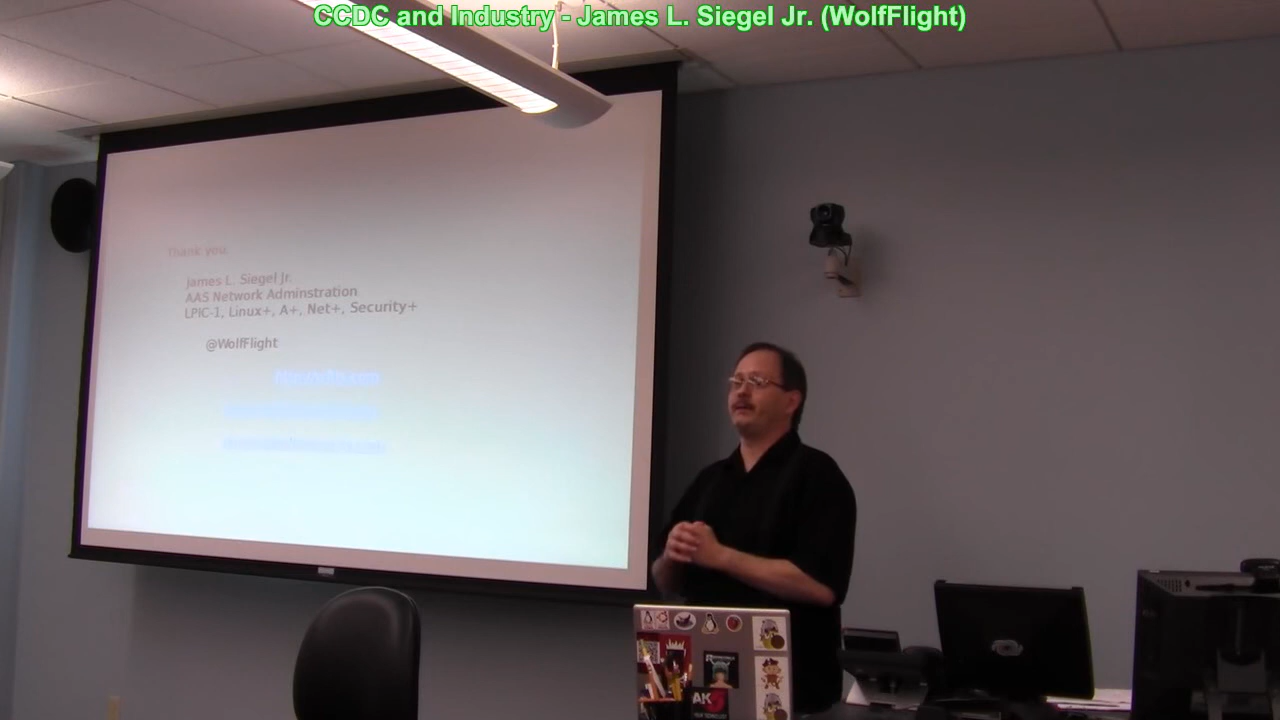 CCDC and Industry - James L. Siegel Jr. (WolfFlight)
Thank you.
James L. Siegel Jr.
AAS Network Adminstration
LPIC-1, Linux+, A+, Net+, Security+
@WolfFlight